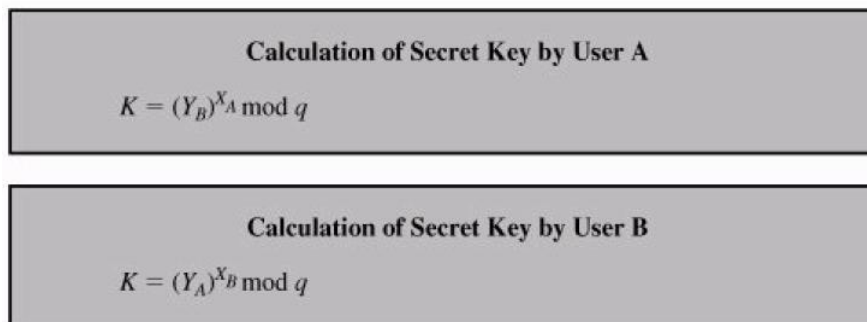 Calculation of Secret Key by User A
K = (Y_B)^{X_A} mod q
Calculation of Secret Key by User B
K = (Y_A)^{X_B} mod q